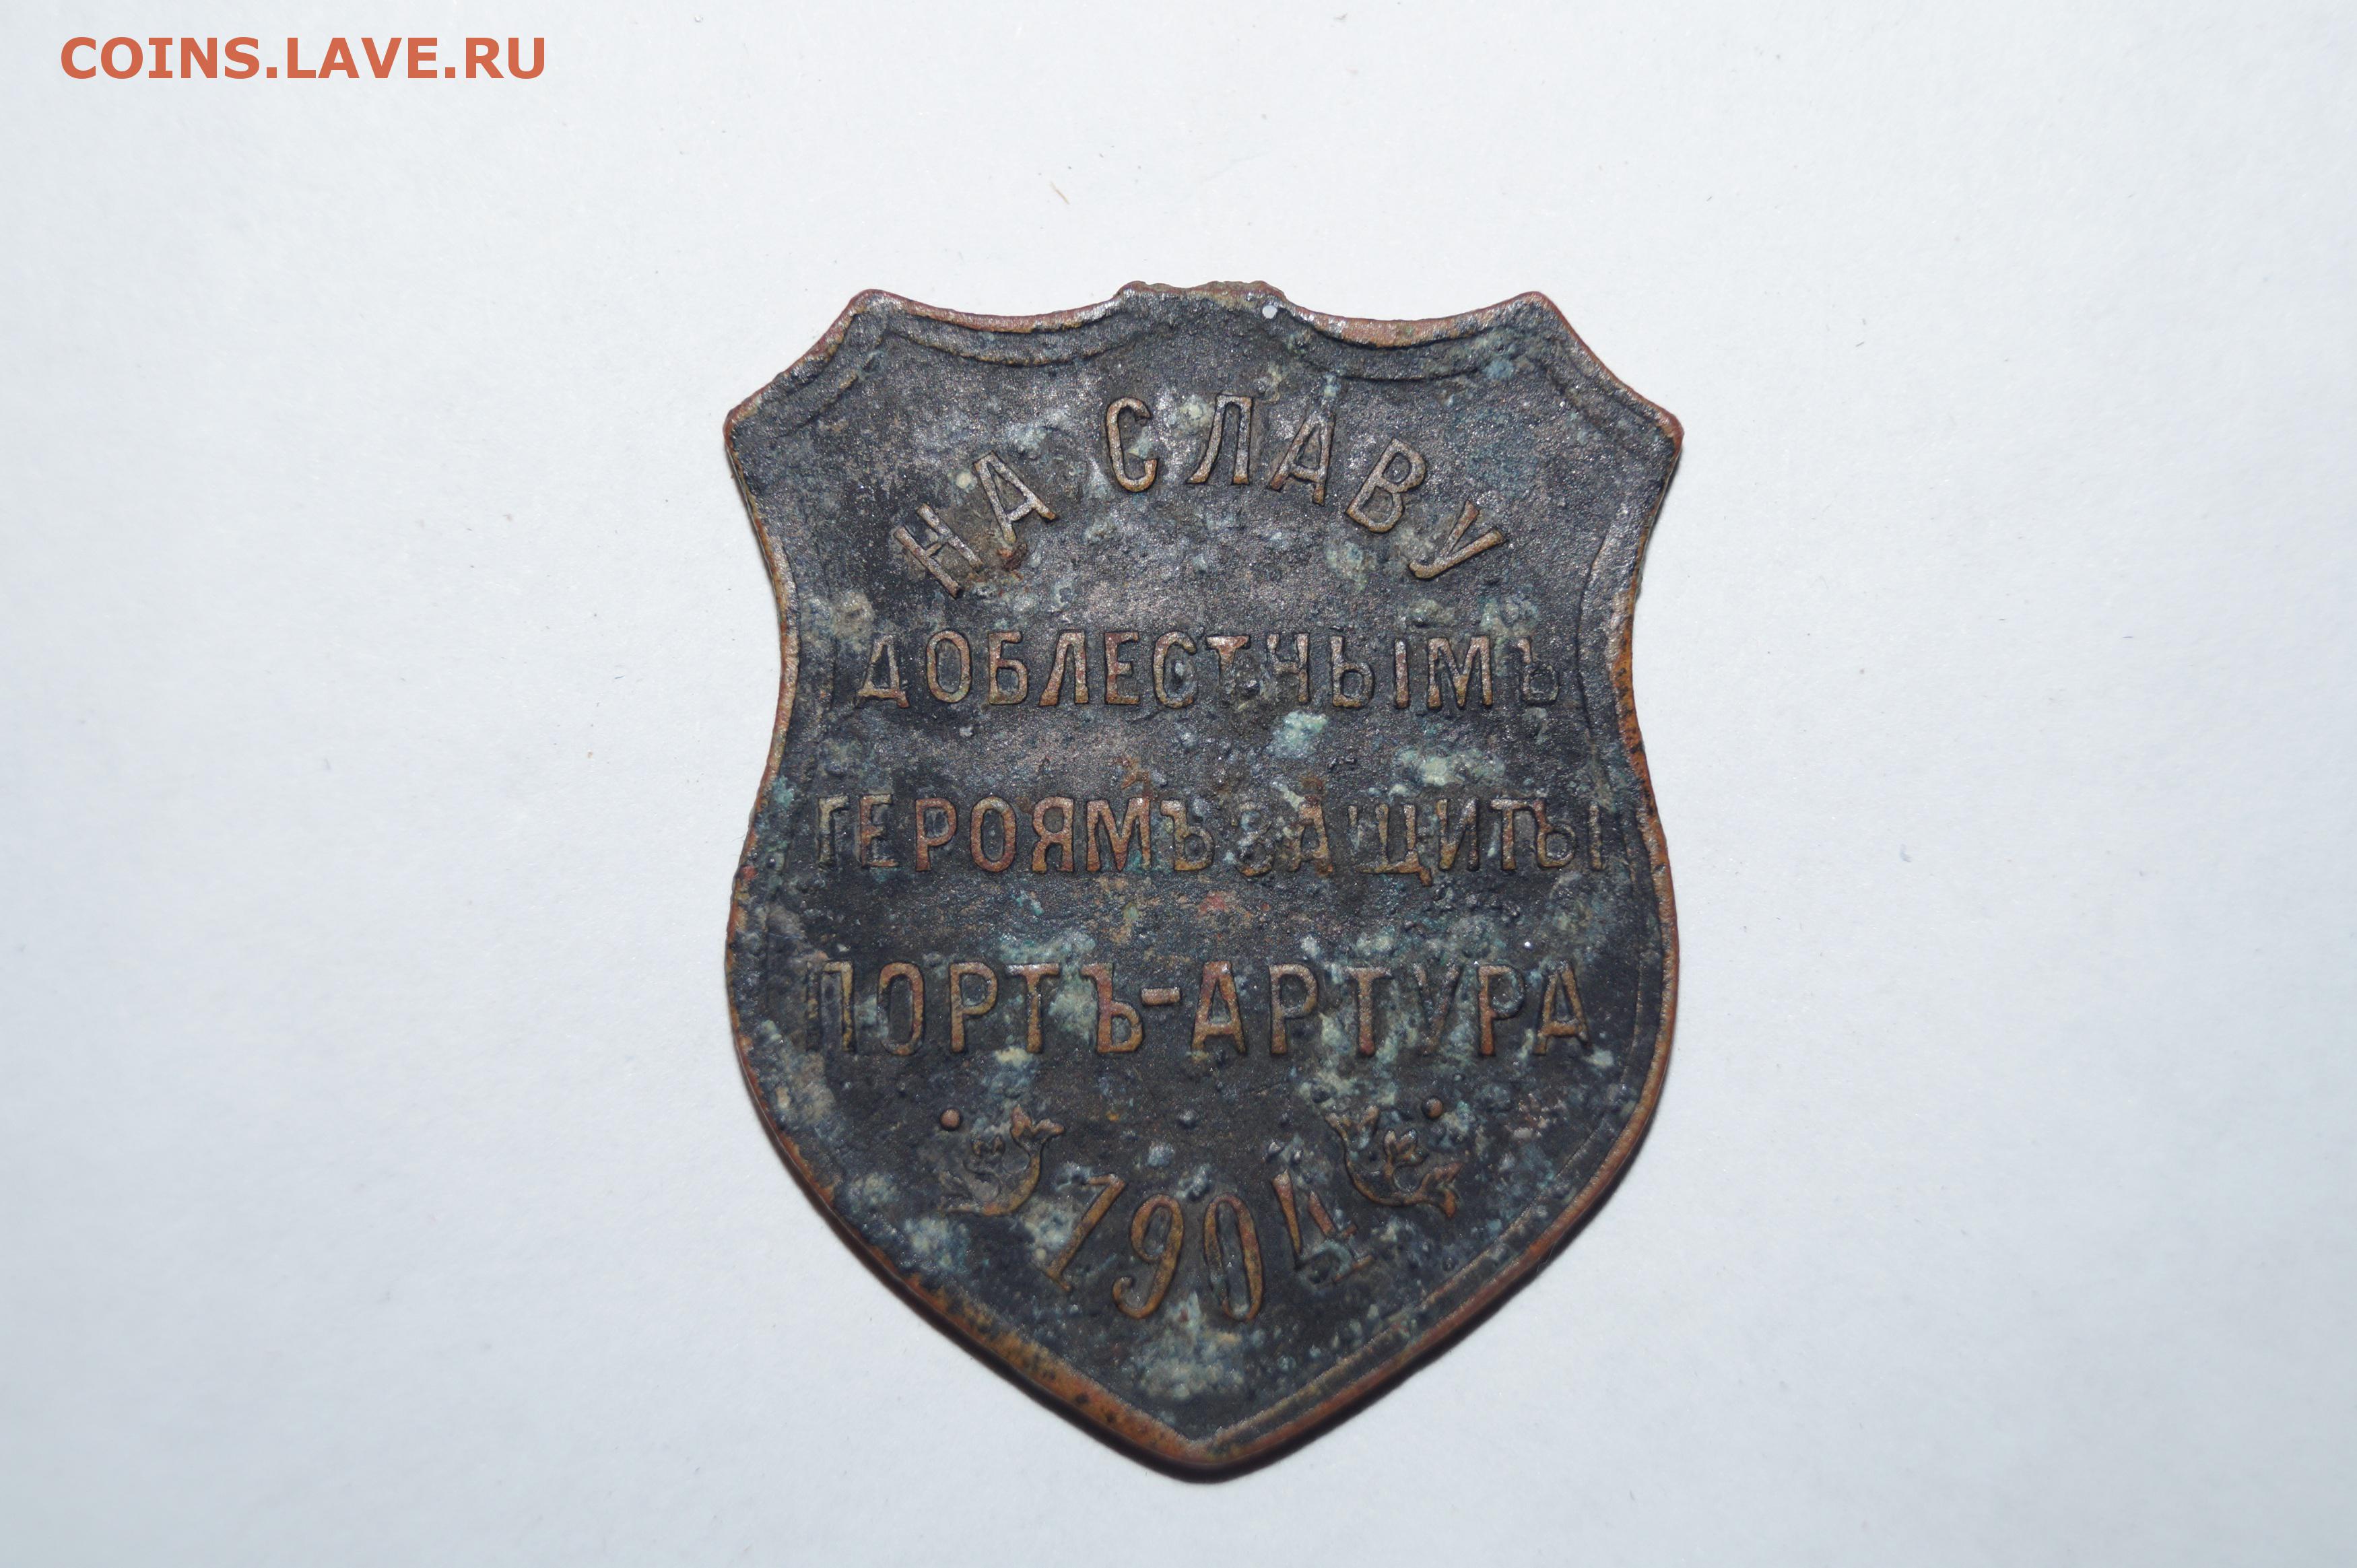 COINS.LAVE.RU
НА СЛАВУ
ДОБЛЕСТНЫМЪ
ГЕРОЯМЪ ЗАЩИТЫ
ПОРТЪ-АРТУРА
1904